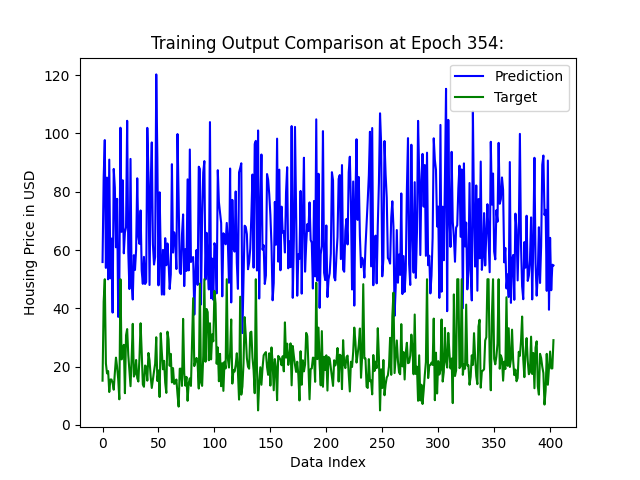 Training Output Comparison at Epoch 354:
Prediction
Target
Housing Price in USD
120
100
80
60
40
20
0
0 50 100 150 200 250 300 350 400
Data Index